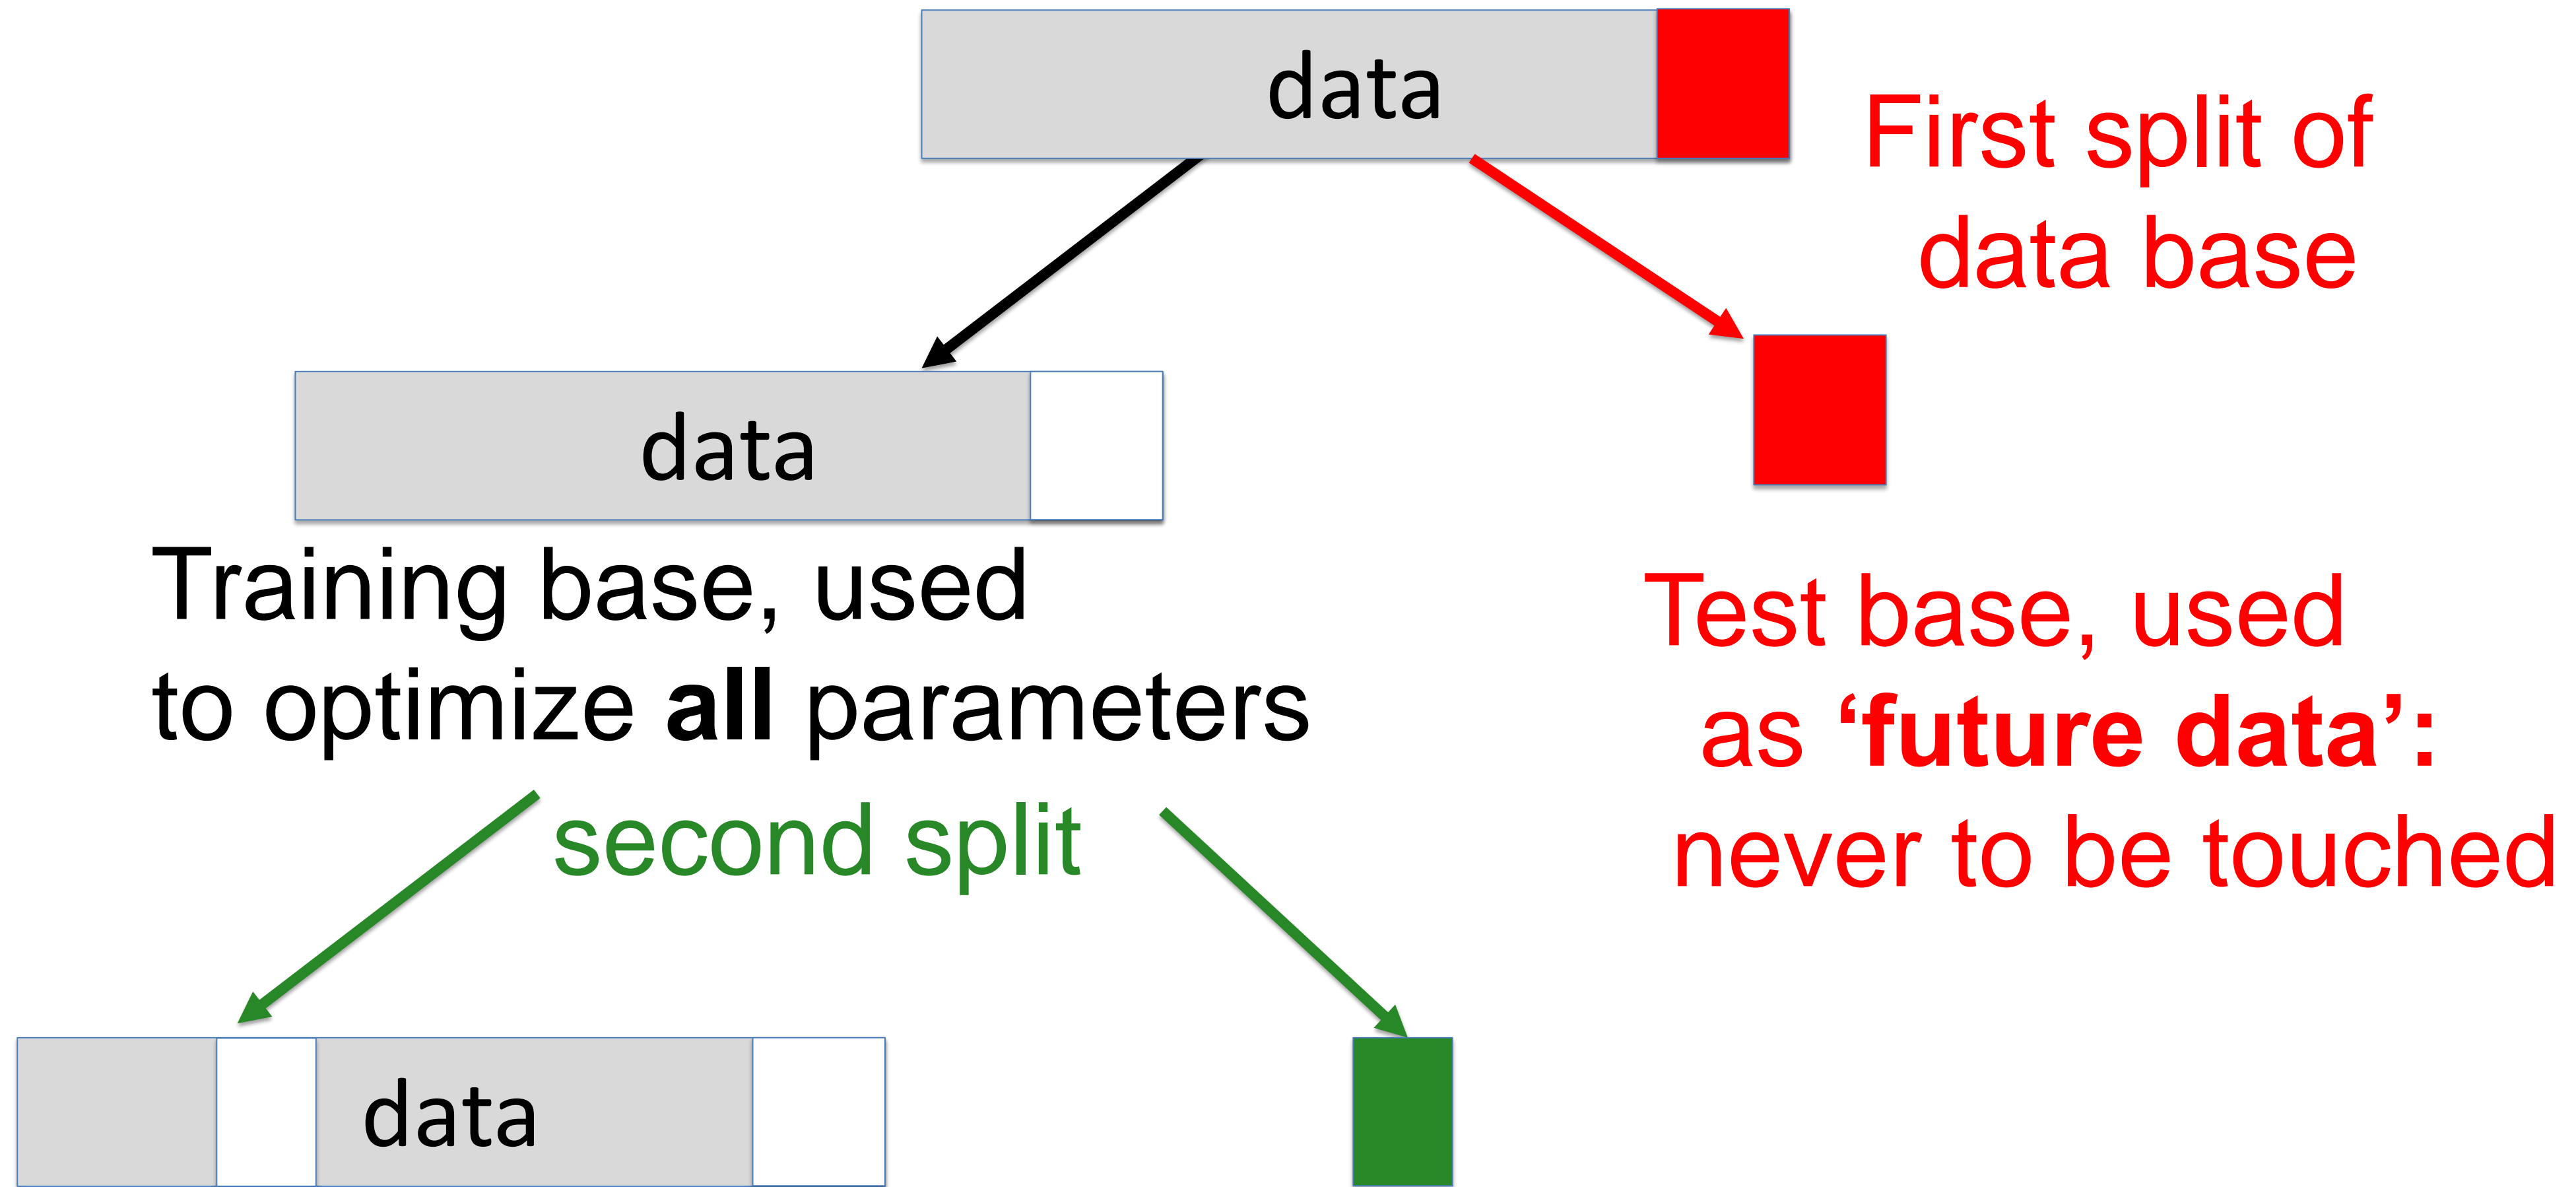 data
First split of
data base
data
Training base, used
to optimize all parameters
Test base, used
as ‘future data’:
never to be touched
second split
data